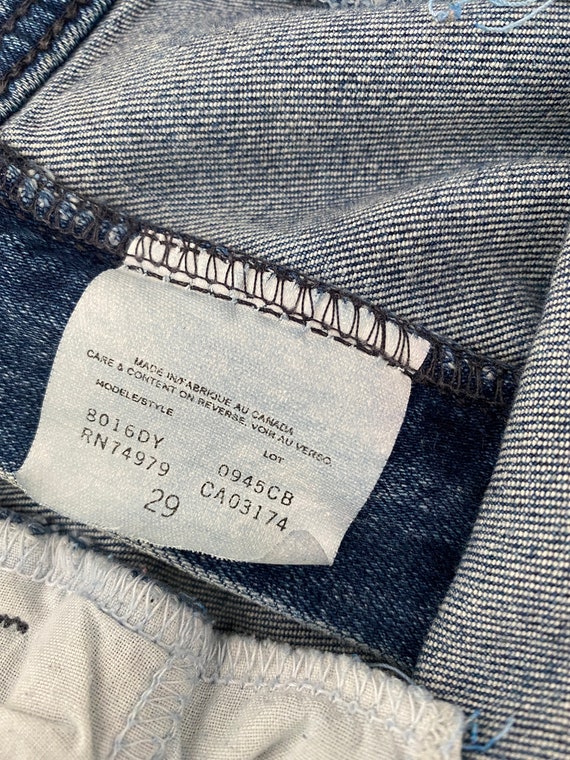 MADE IN/FABRIQUE AU CANADA
CARE & CONTENT ON REVERSE, VOIR AU VERSO,
MODELE/STYLE LOT
8016DY 0945CB
RN74979 CA03174
29